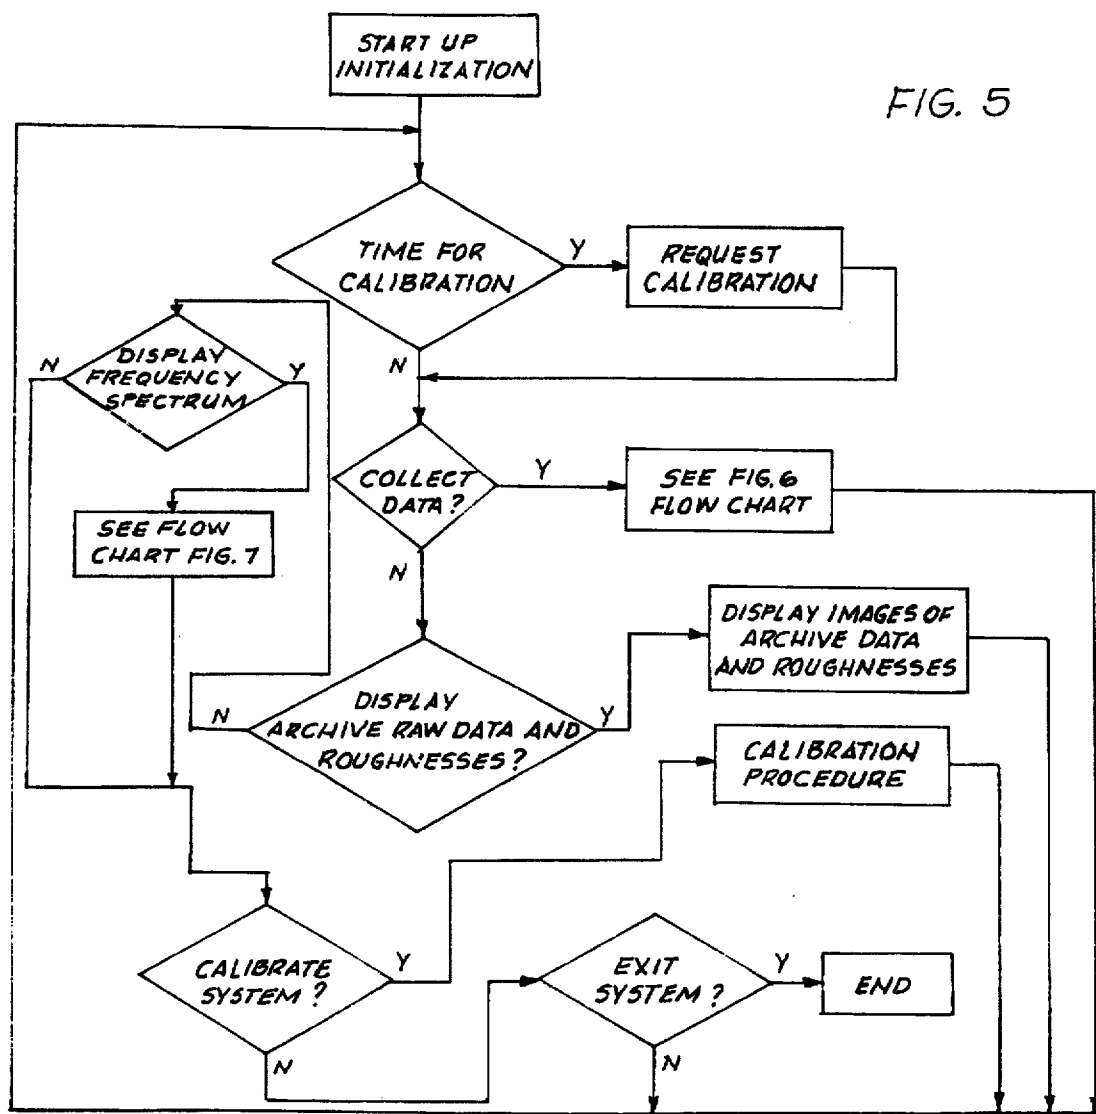 START UP
INITIALIZATION
FIG. 5
TIME FOR
CALIBRATION
Y
REQUEST
CALIBRATION
N
DISPLAY
FREQUENCY
SPECTRUM
N
Y
COLLECT
DATA?
Y
SEE FIG. 6
FLOW CHART
N
SEE FLOW
CHART FIG. 7
DISPLAY
ARCHIVE RAW DATA AND
ROUGHNESSES?
N
Y
DISPLAY IMAGES OF
ARCHIVE DATA
AND ROUGHNESSES
CALIBRATION
PROCEDURE
CALIBRATE
SYSTEM?
Y
N
EXIT
SYSTEM?
Y
END
N